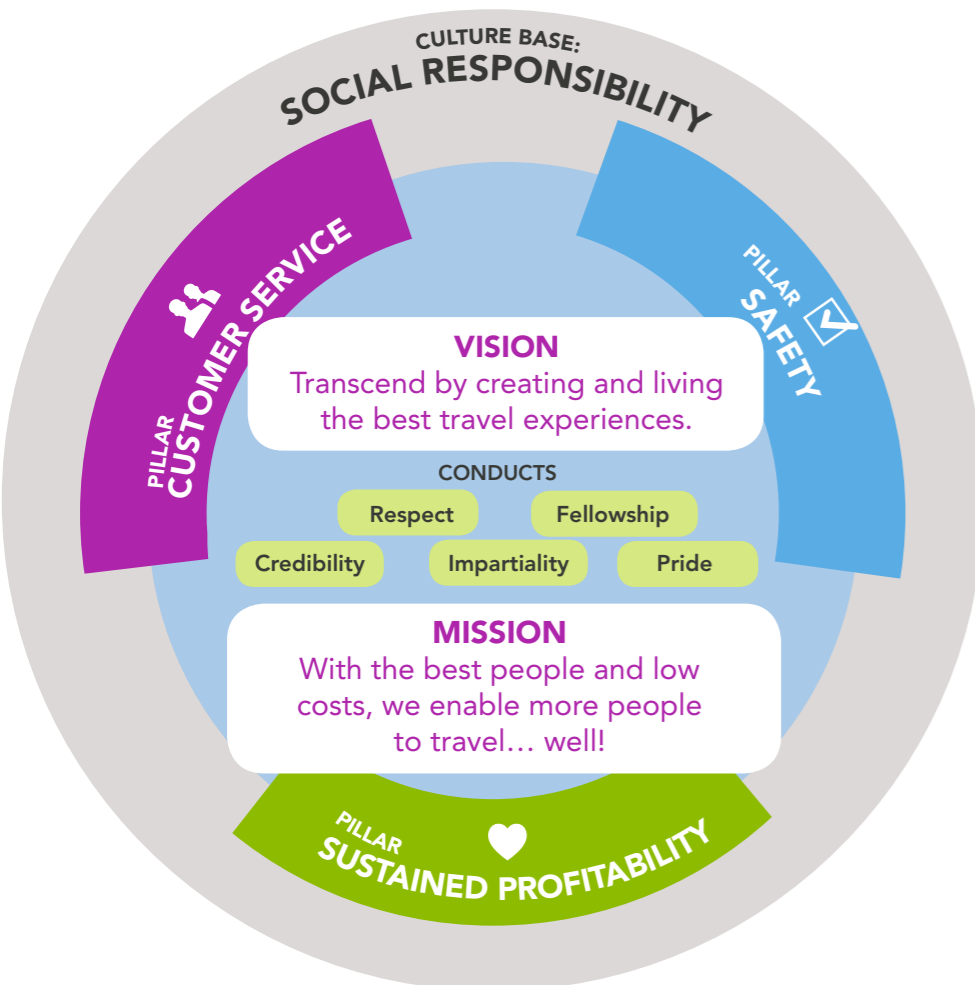 CULTURE BASE:
SOCIAL RESPONSIBILITY
PILLAR
CUSTOMER SERVICE
PILLAR
SAFETY
VISION
Transcend by creating and living
the best travel experiences.
CONDUCTS
Respect
Fellowship
Credibility
Impartiality
Pride
MISSION
With the best people and low
costs, we enable more people
to travel… well!
PILLAR
SUSTAINED PROFITABILITY